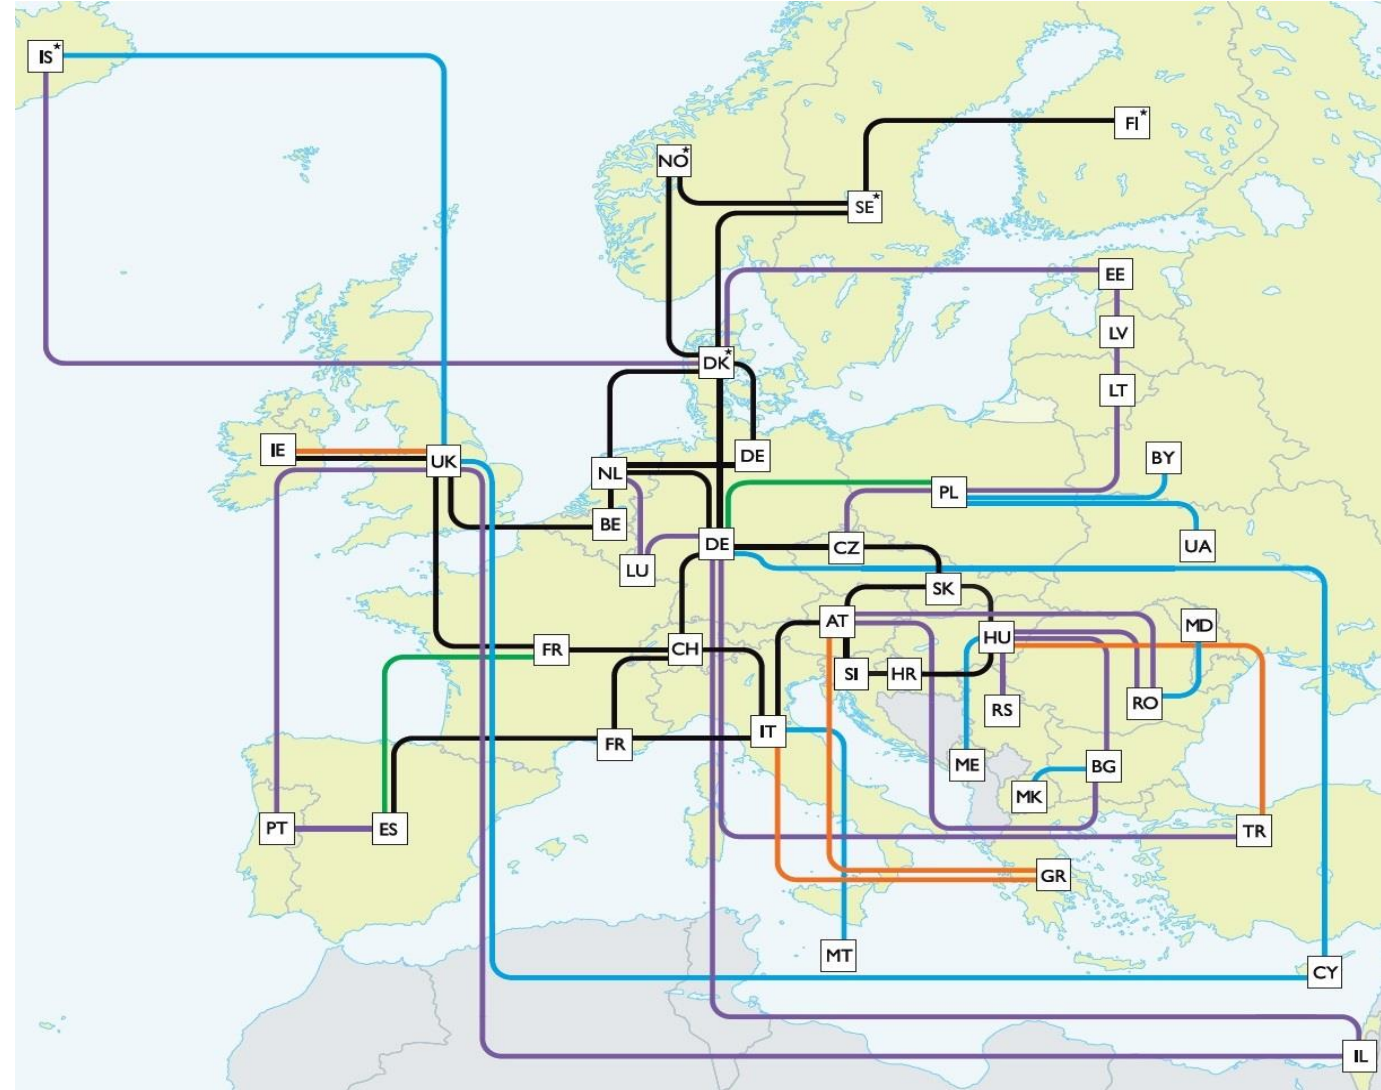 IS*
FI*
NO*
SE*
EE
LV
DK*
LT
IE
UK
DE
BY
NL
PL
BE
DE
CZ
UA
LU
SK
AT
MD
HU
FR
CH
SI
HR
RS
RO
IT
FR
ME
BG
MK
PT
ES
TR
GR
MT
CY
IL